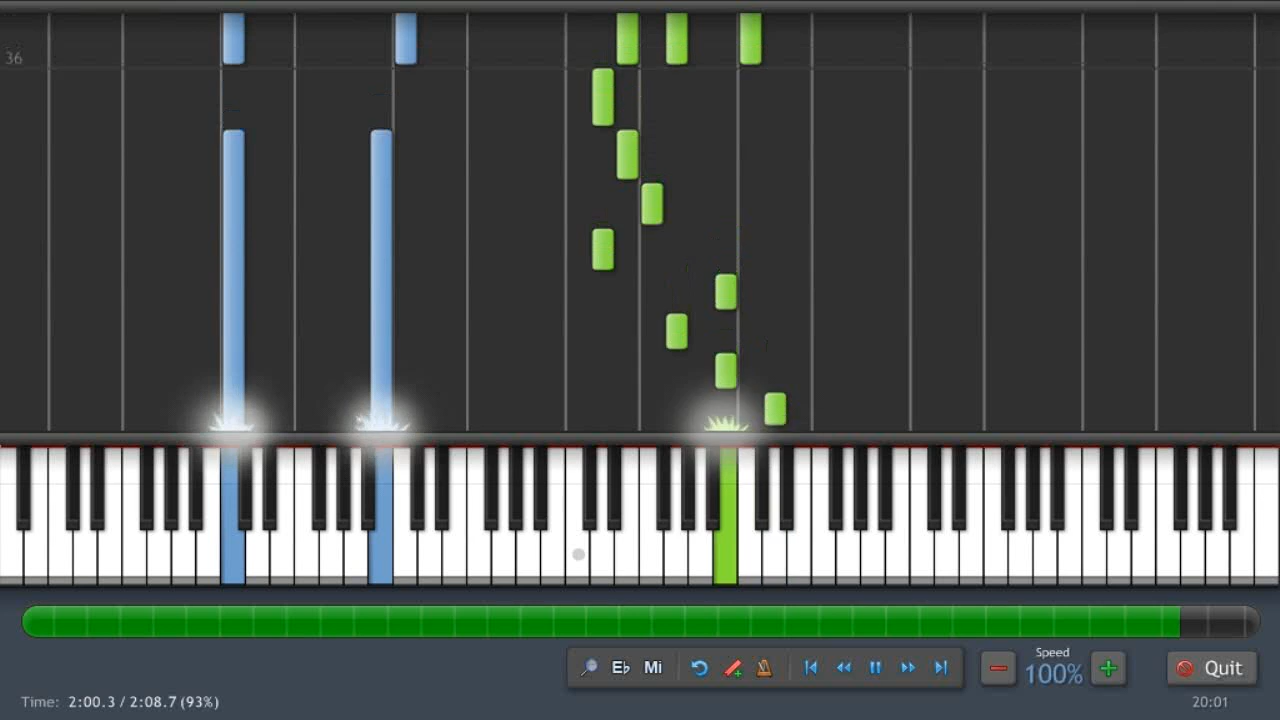 36
E♭ Mi
Speed
100%
Quit
Time: 2:00.3 / 2:08.7 (93%)
20:01